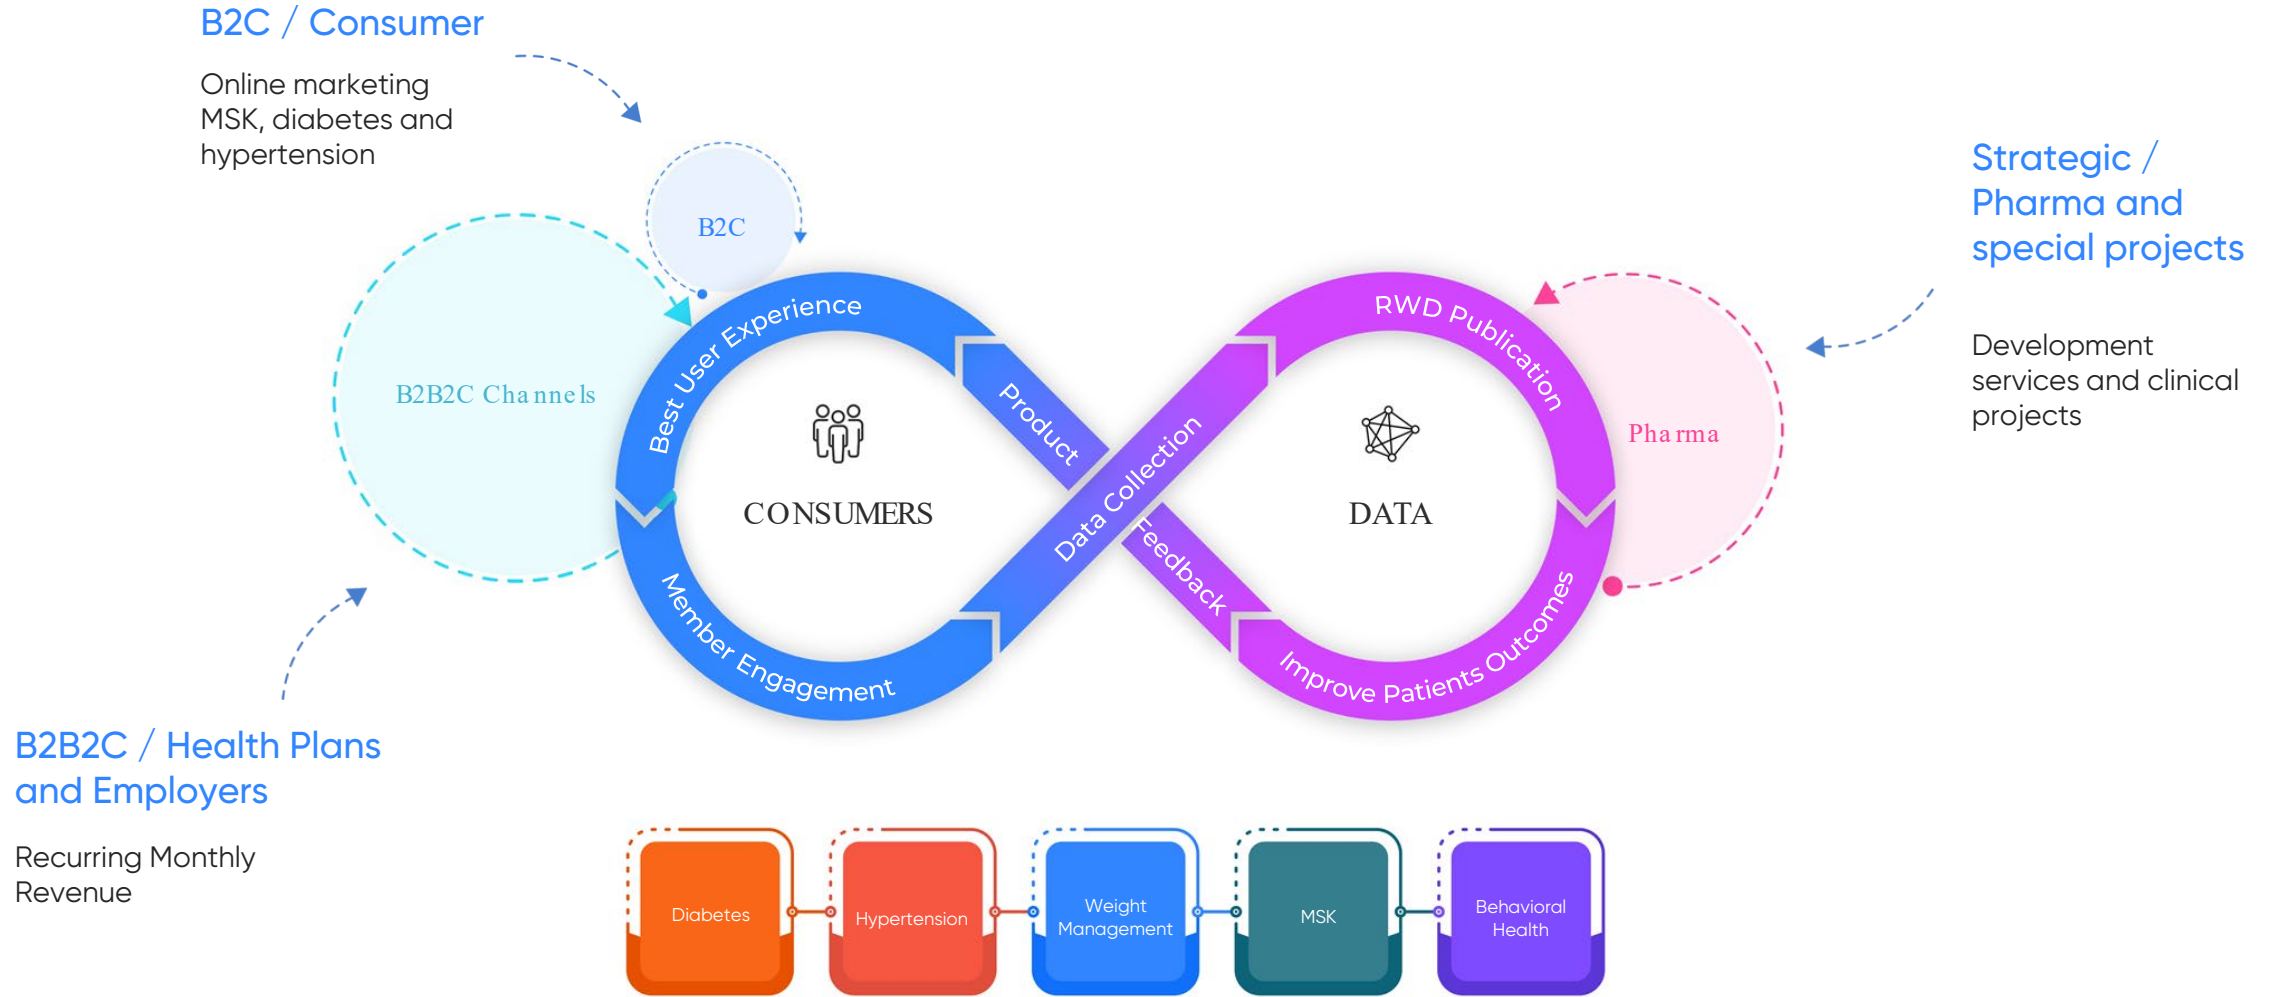 B2C / Consumer
Online marketing
MSK, diabetes and
hypertension
B2C
B2B2C Channels
B2B2C / Health Plans
and Employers
Recurring Monthly
Revenue
Best User Experience
Member Engagement
CONSUMERS
Product
Data Collection
Feedback
RWD Publication
Improve Patients Outcomes
DATA
Pharma
Strategic /
Pharma and
special projects
Development
services and clinical
projects
Diabetes
Hypertension
Weight
Management
MSK
Behavioral
Health